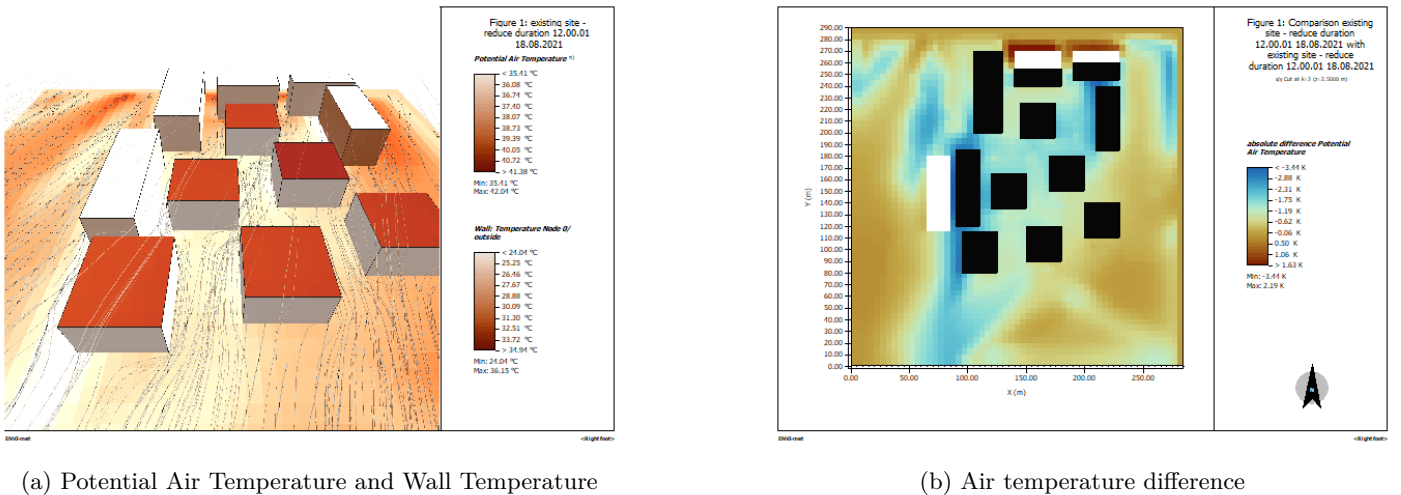 Figure 1: existing site -
reduce duration 12.00.01
18.08.2021
Potential Air Temperature
< 35.41 °C
36.08 °C
36.74 °C
37.40 °C
38.07 °C
38.73 °C
39.39 °C
40.05 °C
40.72 °C
> 41.38 °C
Min: 35.41 °C
Max: 42.04 °C
Wall: Temperature Node 0/
outside
< 24.04 °C
25.25 °C
26.46 °C
27.67 °C
28.88 °C
30.09 °C
31.30 °C
32.51 °C
33.72 °C
> 34.94 °C
Min: 24.04 °C
Max: 36.15 °C
ENVI-met
<Right foot>
(a) Potential Air Temperature and Wall Temperature
290.00
280.00
270.00
260.00
250.00
240.00
230.00
220.00
210.00
200.00
190.00
180.00
170.00
160.00
150.00
140.00
130.00
120.00
110.00
100.00
90.00
80.00
70.00
60.00
50.00
40.00
30.00
20.00
10.00
0.00
Y (m)
0.00 50.00 100.00 150.00 200.00 250.00
X (m)
Figure 1: Comparison existing
site - reduce duration
12.00.01 18.08.2021 with
existing site - reduce
duration 12.00.01 18.08.2021
x/y Cut at k=2 (z=2.5000 m)
absolute difference Potential
Air Temperature
< -3.44 K
-2.88 K
-2.31 K
-1.75 K
-1.19 K
-0.62 K
-0.06 K
0.50 K
1.06 K
> 1.63 K
Min: -3.44 K
Max: 2.19 K
N
ENVI-met
<Right foot>
(b) Air temperature difference